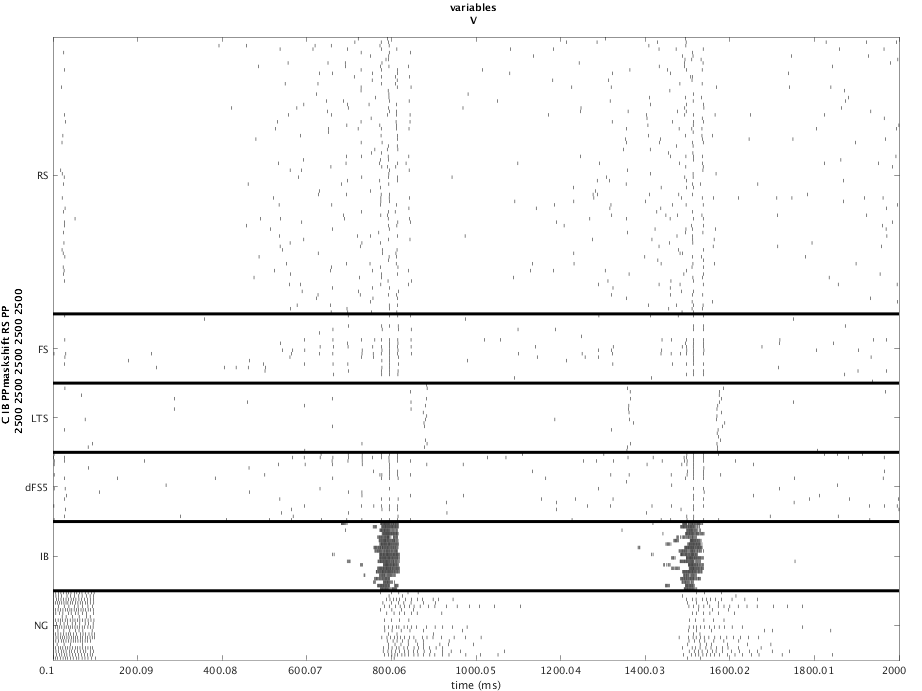 variables
V
RS
FS
LTS
dFS5
IB
NG
C IB PPmaskshift RS PP
2500 2500 2500 2500 2500
0.1 200.09 400.08 600.07 800.06 1000.05 1200.04 1400.03 1600.02 1800.01 2000
time (ms)